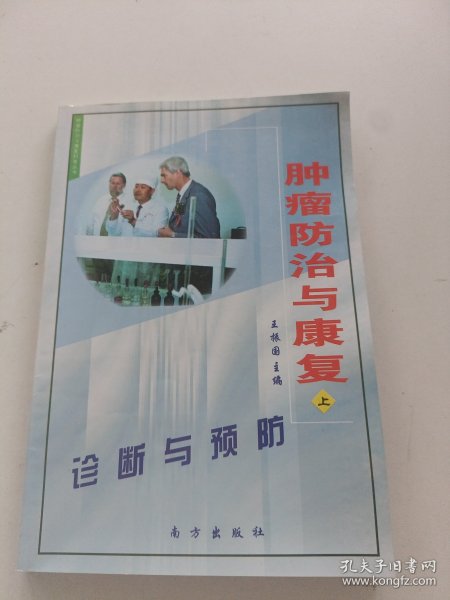 肿瘤防治与康复
上
王振国 主编
诊断与预防
南方出版社
孔夫子旧书网
www.kongfz.com